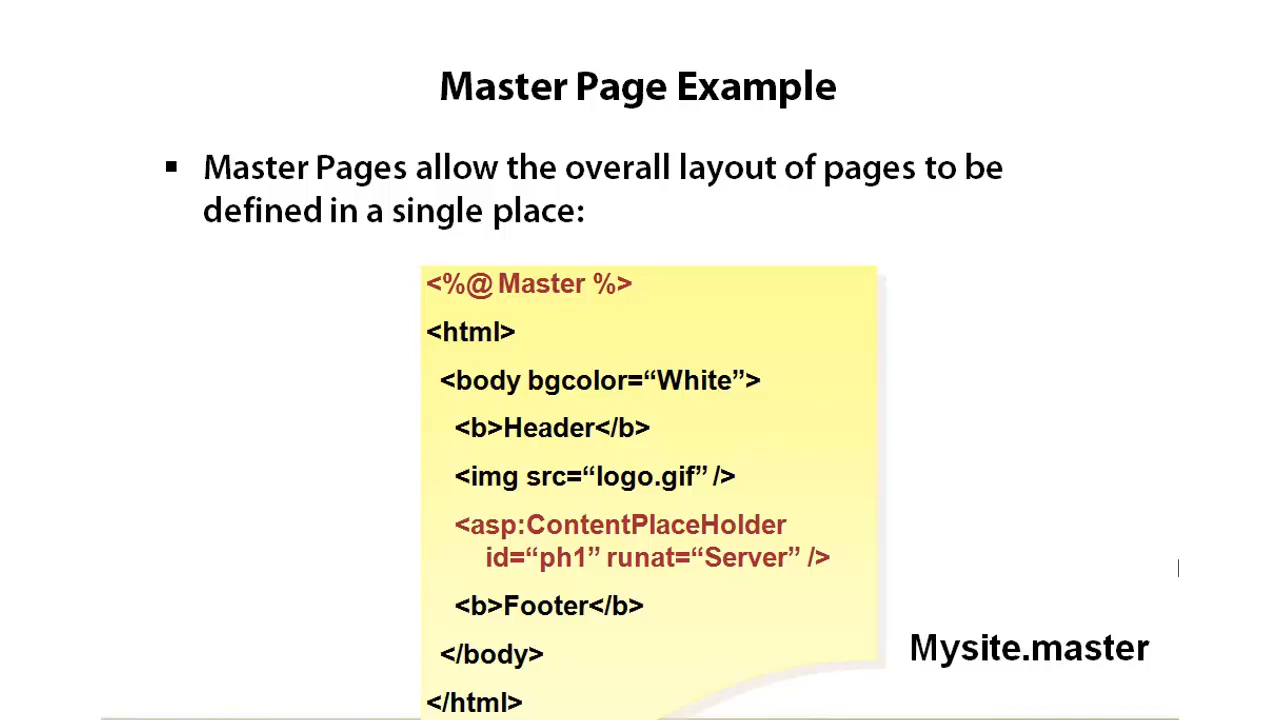 Master Page Example
▪ Master Pages allow the overall layout of pages to be
defined in a single place:
<%@ Master %>
<html>
<body bgcolor=“White”>
<b>Header</b>
<img src=“logo.gif” />
<asp:ContentPlaceHolder
id=“ph1” runat=“Server” />
<b>Footer</b>
</body>
Mysite.master
</html>